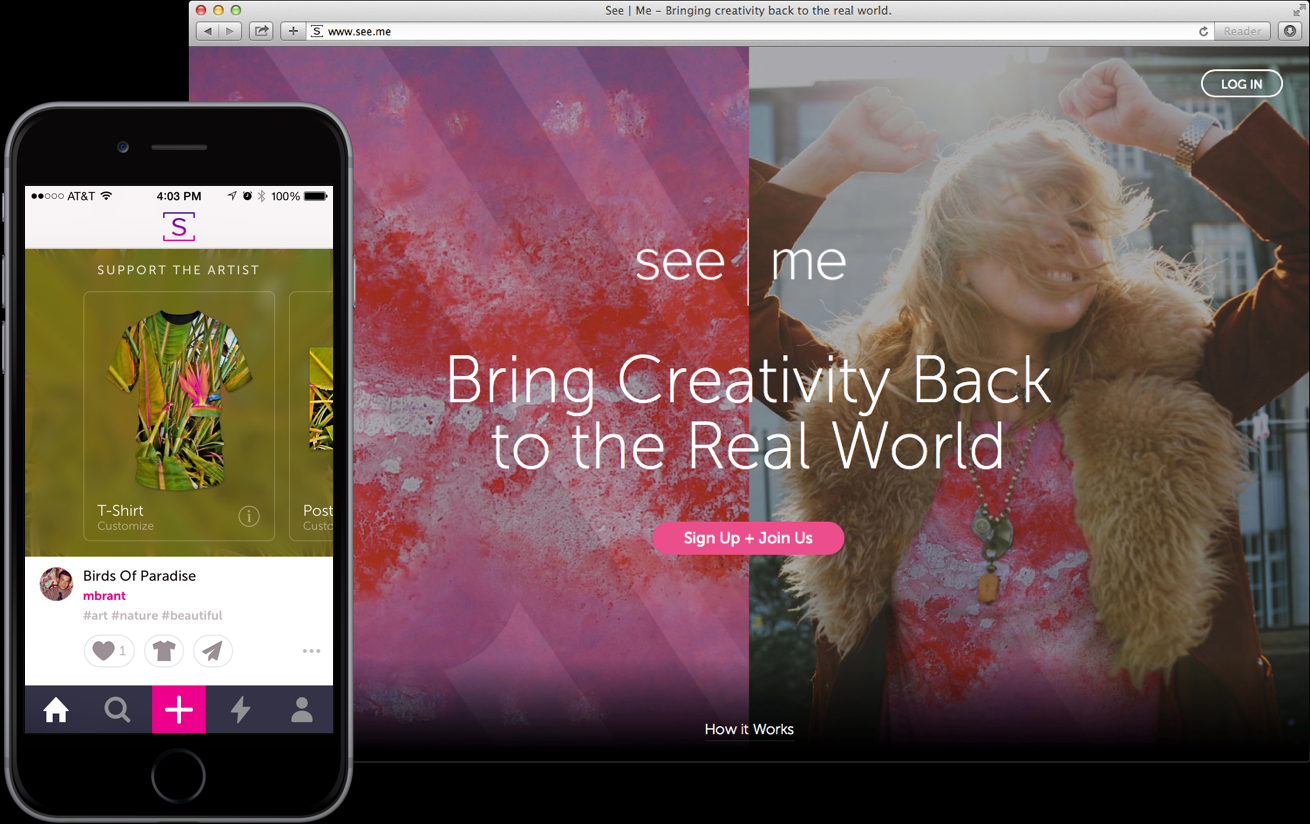 See | Me – Bringing creativity back to the real world.
S www.see.me
Reader
LOG IN
see | me
Bring Creativity Back
to the Real World
Sign Up + Join Us
How it Works
AT&T 4:03 PM 100%
S
SUPPORT THE ARTIST
T-Shirt
Customize
i
Post
Custo
Birds Of Paradise
mbrant
#art #nature #beautiful
1